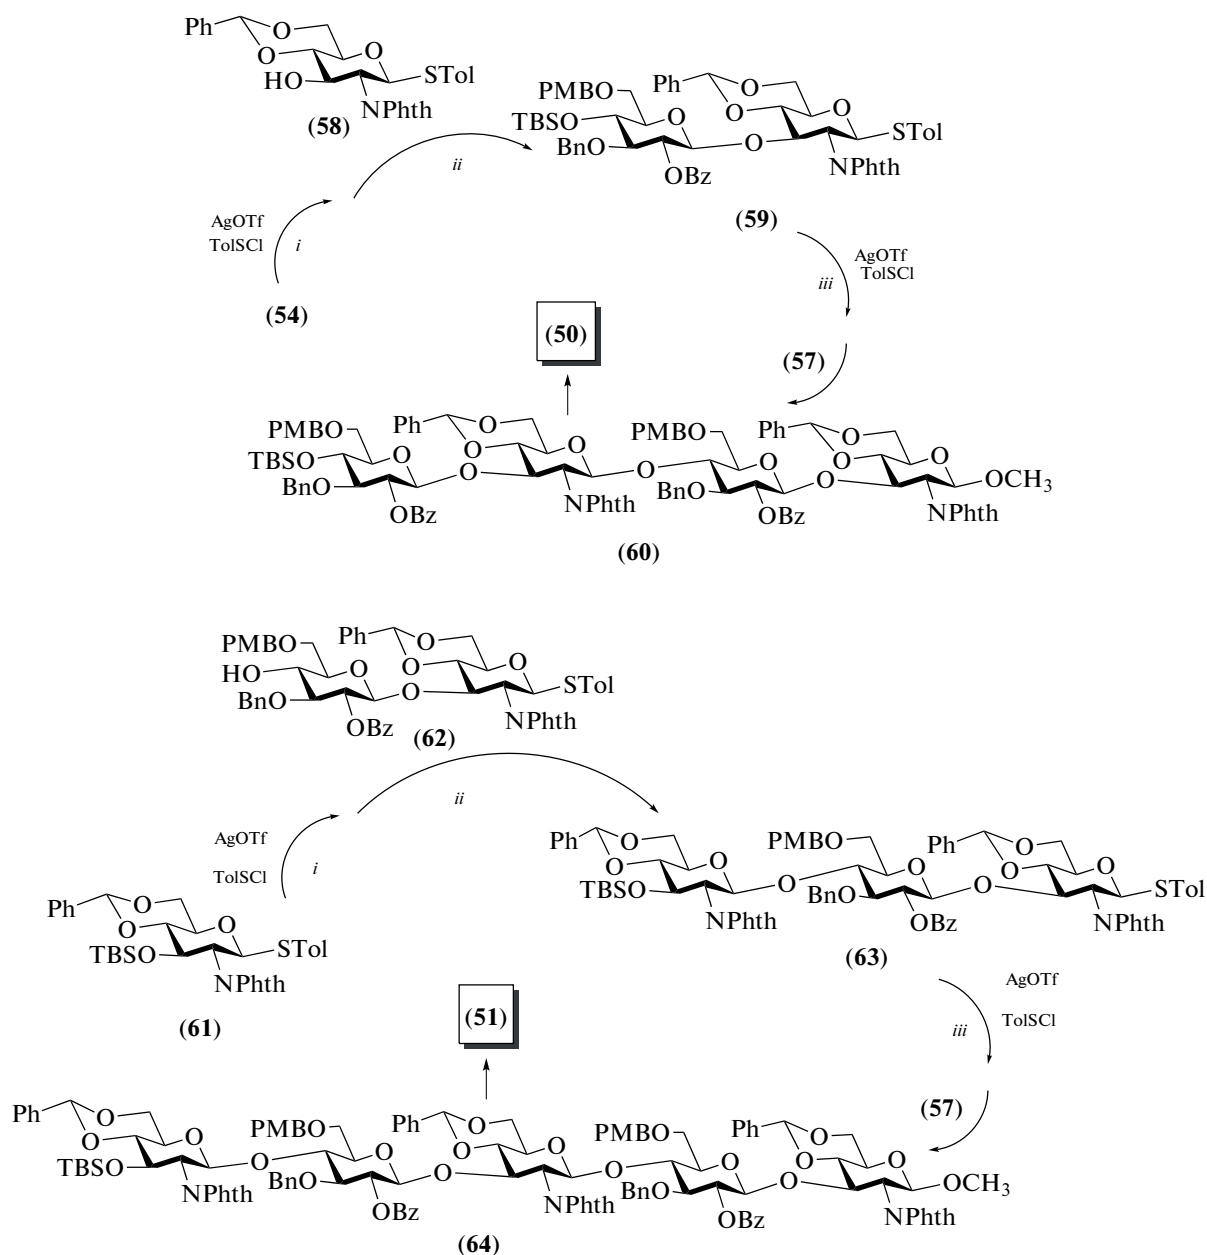 Ph
O
O
O
HO
STol
NPhth
(58)
ii
AgOTf
TolSCl
i
(54)
PMBO
TBSO
O
BnO
OBz
Ph
O
O
O
O
STol
NPhth
(59)
AgOTf
TolSCl
iii
(50)
(57)
PMBO
TBSO
O
BnO
OBz
O
Ph
O
O
O
NPhth
O
PMBO
O
BnO
OBz
O
Ph
O
O
O
OCH3
NPhth
(60)
PMBO
HO
O
BnO
OBz
O
Ph
O
O
O
STol
NPhth
(62)
ii
AgOTf
TolSCl
i
Ph
O
O
O
TBSO
STol
NPhth
(61)
Ph
O
O
O
TBSO
NPhth
O
PMBO
O
BnO
OBz
O
Ph
O
O
O
STol
NPhth
(63)
AgOTf
TolSCl
iii
(51)
(57)
Ph
O
O
O
TBSO
NPhth
O
PMBO
O
BnO
OBz
O
Ph
O
O
O
NPhth
O
PMBO
O
BnO
OBz
O
Ph
O
O
O
OCH3
NPhth
(64)